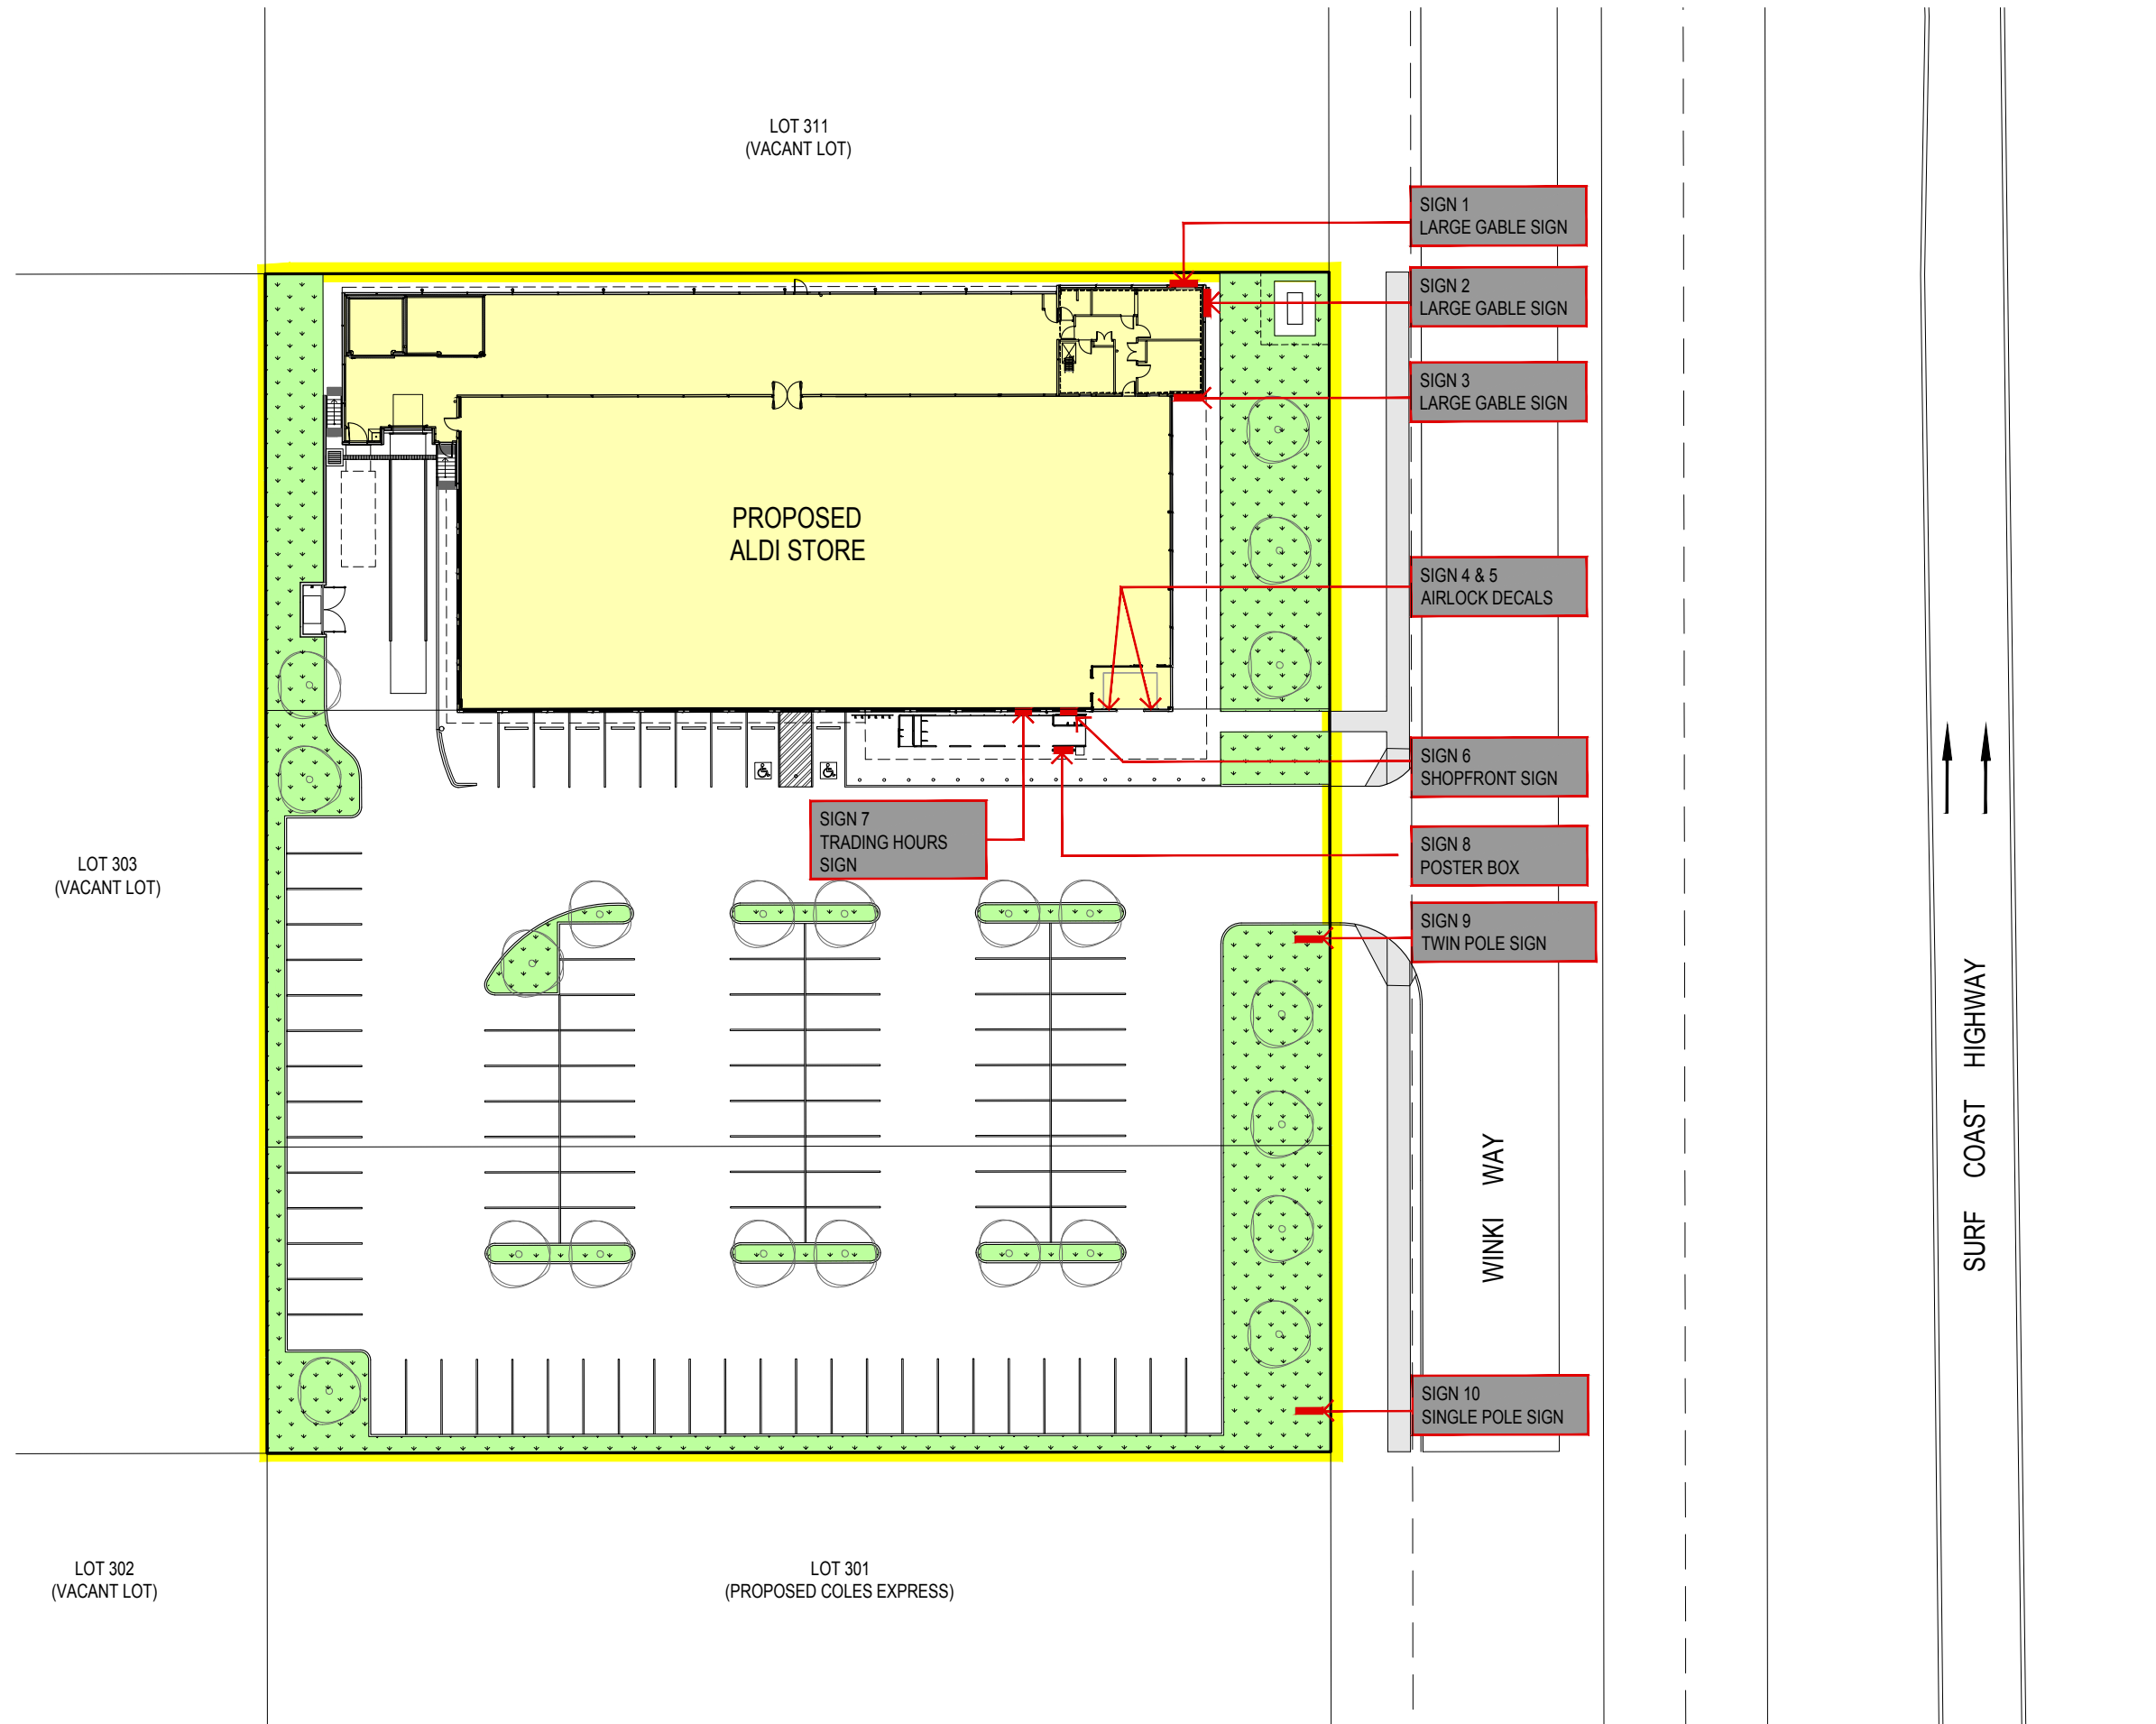 LOT 311
(VACANT LOT)
SIGN 1
LARGE GABLE SIGN
SIGN 2
LARGE GABLE SIGN
SIGN 3
LARGE GABLE SIGN
PROPOSED
ALDI STORE
SIGN 4 & 5
AIRLOCK DECALS
SIGN 6
SHOPFRONT SIGN
SIGN 7
TRADING HOURS
SIGN
SIGN 8
POSTER BOX
LOT 303
(VACANT LOT)
SIGN 9
TWIN POLE SIGN
WINKI WAY
SURF COAST HIGHWAY
SIGN 10
SINGLE POLE SIGN
LOT 302
(VACANT LOT)
LOT 301
(PROPOSED COLES EXPRESS)